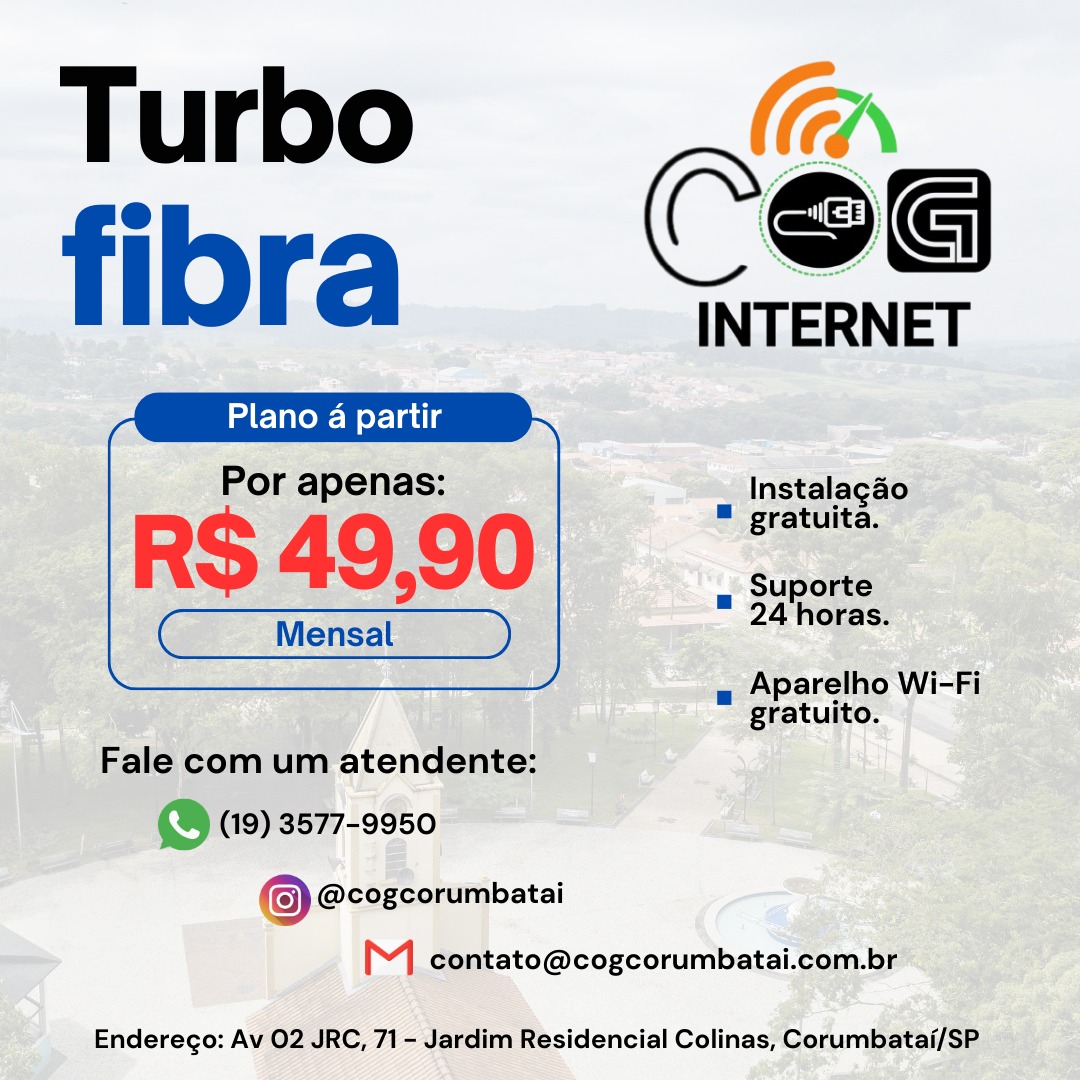 Turbo
fibra
COG
INTERNET
Plano á partir
Por apenas:
R$ 49,90
Mensal
Instalação
gratuita.
Suporte
24 horas.
Aparelho Wi-Fi
gratuito.
Fale com um atendente:
(19) 3577-9950
@cogcorumbatai
contato@cogcorumbatai.com.br
Endereço: Av 02 JRC, 71 - Jardim Residencial Colinas, Corumbataí/SP